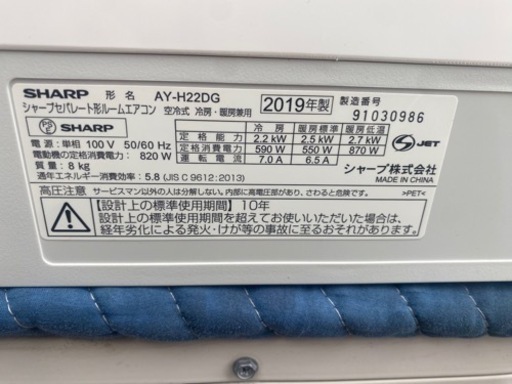 SHARP 形名 AY-H22DG 2019年製 製造番号
シャープセパレート形ルームエアコン 空冷式 冷房・暖房兼用 91030986
冷房 暖房標準 暖房低温
定格能力 2.2 kW 2.5 kW 2.7 kW
定格消費電力 590 W 550 W 870 W
運転電流 7.0 A 6.5 A
PSE
JET
電源:単相 100 V 50/60 Hz
電動機の定格消費電力: 820 W
質量:8 kg
通年エネルギー消費効率: 5.8 (JIS C 9612:2013)
シャープ株式会社
MADE IN CHINA
高圧注意 サービスマン以外の人は分解しない。内部に高電圧部があり、さわると危険です。
>PET<
【設計上の標準使用期間】10年
設計上の標準使用期間を超えてお使いいただいた場合は、
経年劣化による発火・けが等の事故に至るおそれがあります。